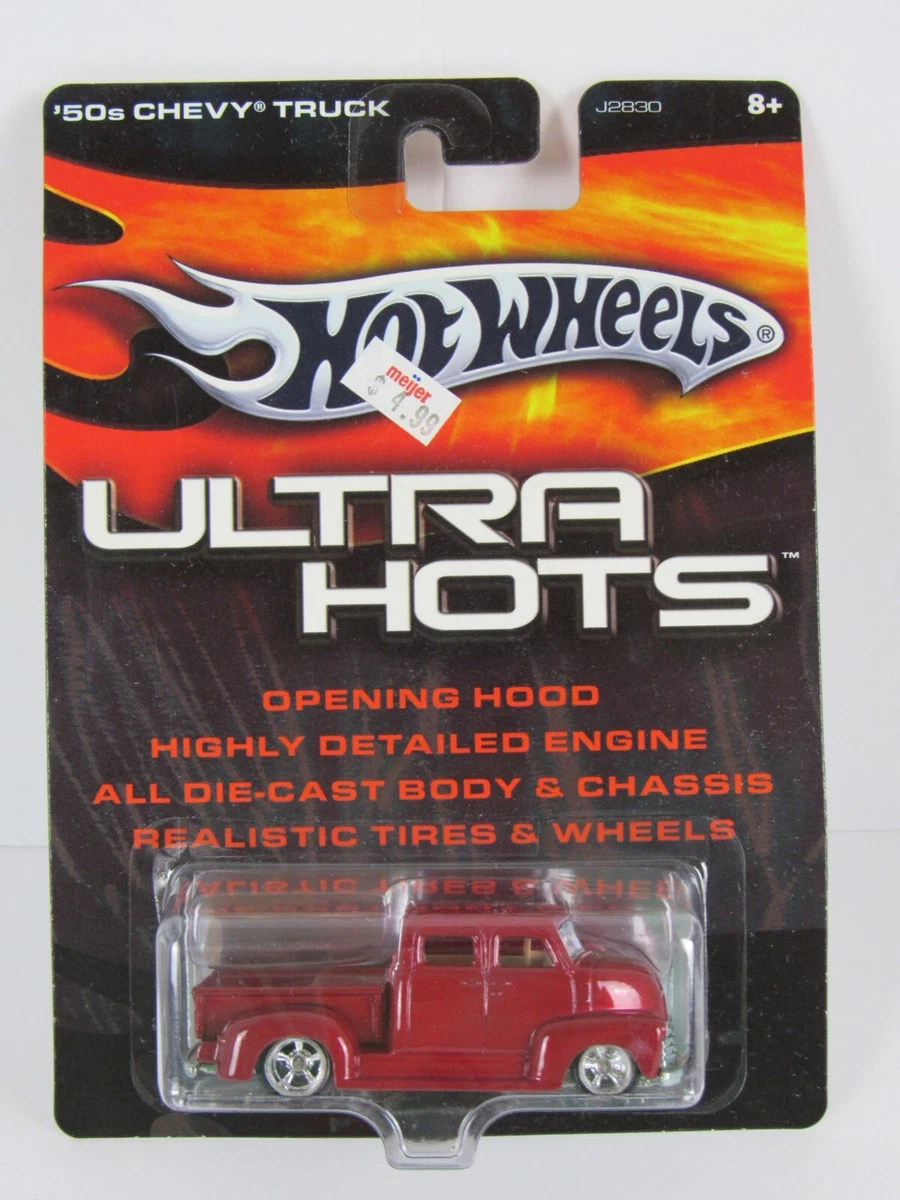 '50s CHEVY® TRUCK
J2830
8+
HOT WHEELS®
meijer
$4.99
ULTRA
HOTS™
OPENING HOOD
HIGHLY DETAILED ENGINE
ALL DIE-CAST BODY & CHASSIS
REALISTIC TIRES & WHEELS